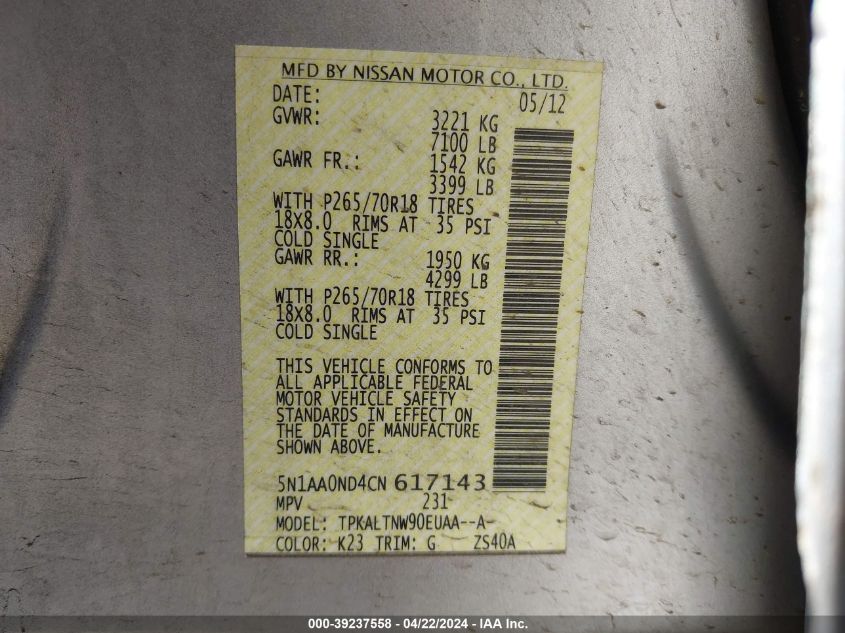 MFD BY NISSAN MOTOR CO., LTD.
DATE: 05/12
GVWR: 3221 KG
7100 LB
GAWR FR.: 1542 KG
3399 LB
WITH P265/70R18 TIRES
18X8.0 RIMS AT 35 PSI
COLD SINGLE
GAWR RR.: 1950 KG
4299 LB
WITH P265/70R18 TIRES
18X8.0 RIMS AT 35 PSI
COLD SINGLE
THIS VEHICLE CONFORMS TO
ALL APPLICABLE FEDERAL
MOTOR VEHICLE SAFETY
STANDARDS IN EFFECT ON
THE DATE OF MANUFACTURE
SHOWN ABOVE.
5N1AA0ND4CN 617143
MPV 231
MODEL: TPKALTNW90EUAA--A-
COLOR: K23 TRIM: G ZS40A
000-39237558 - 04/22/2024 - IAA Inc.